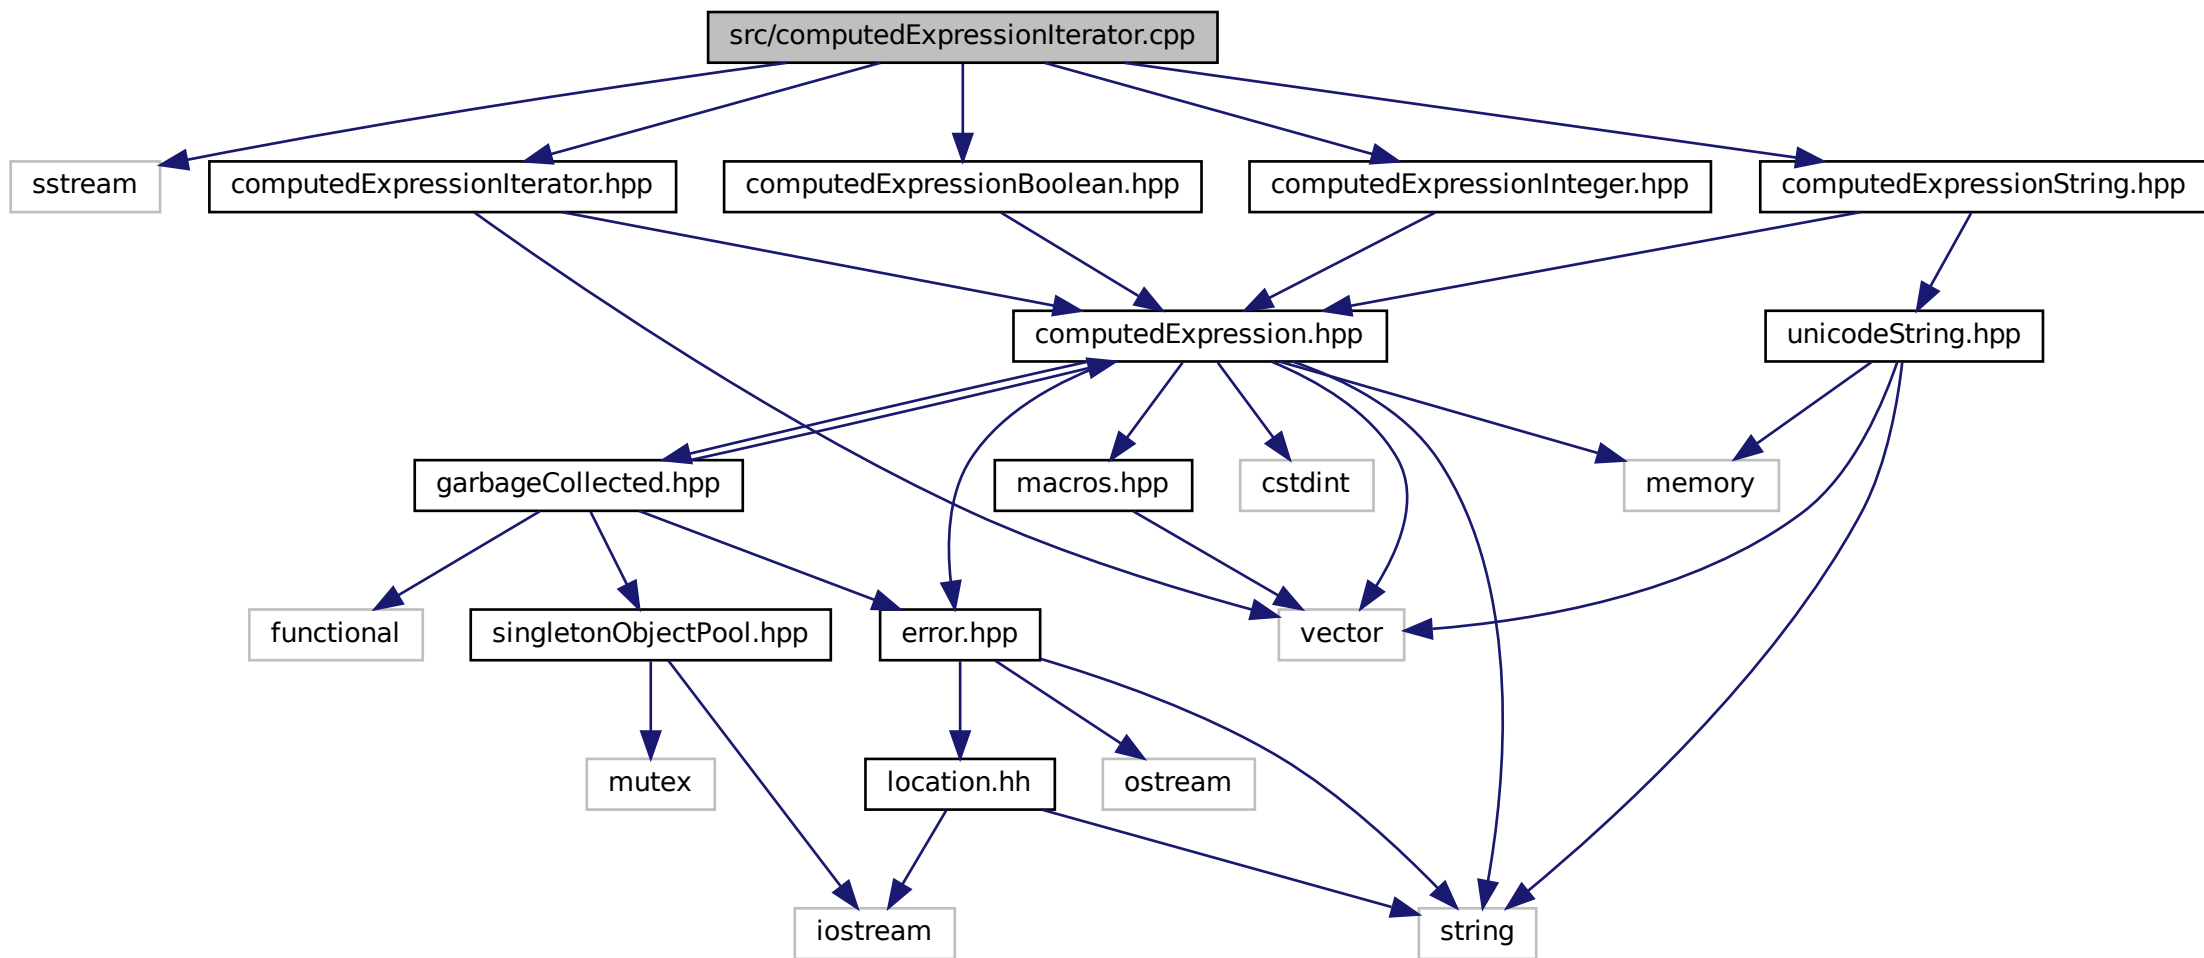 src/computedExpressionIterator.cpp
sstream
computedExpressionIterator.hpp
computedExpressionBoolean.hpp
computedExpressionInteger.hpp
computedExpressionString.hpp
computedExpression.hpp
unicodeString.hpp
garbageCollected.hpp
macros.hpp
cstdint
memory
functional
singletonObjectPool.hpp
error.hpp
vector
mutex
location.hh
ostream
iostream
string